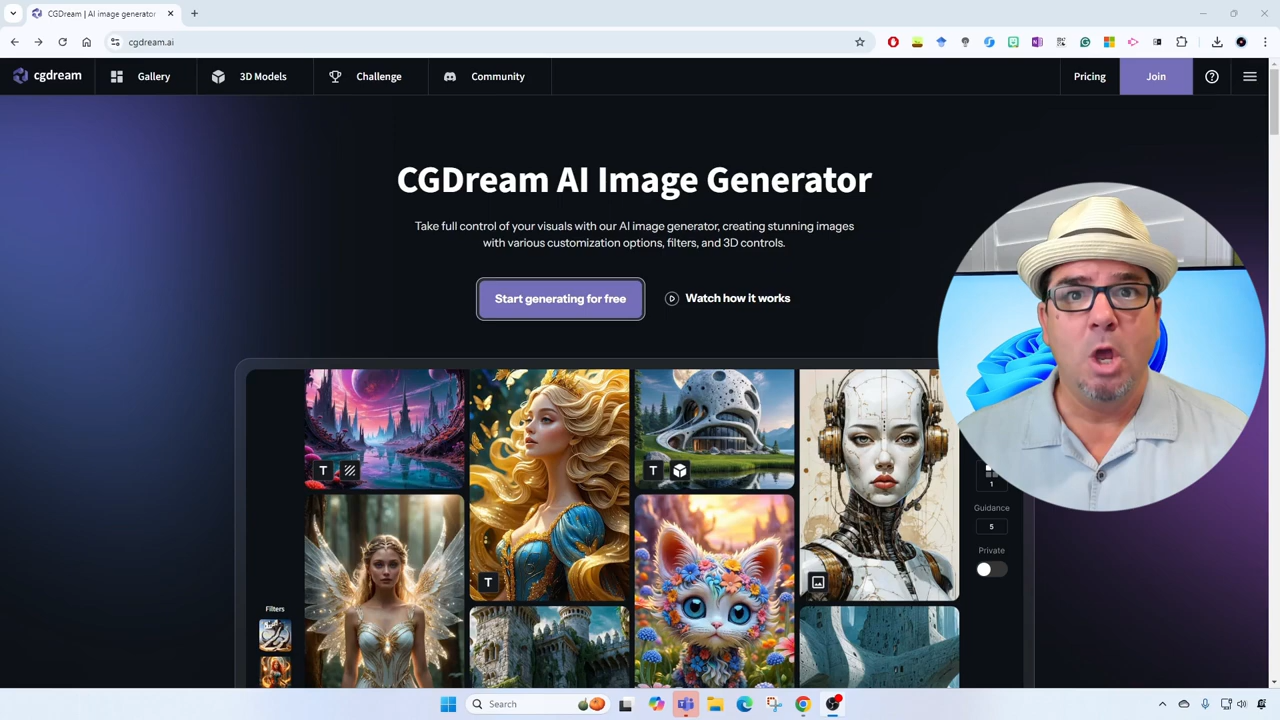 CGDream | AI image generator
cgdream.ai
cgdream
Gallery
3D Models
Challenge
Community
Pricing
Join
CGDream AI Image Generator
Take full control of your visuals with our AI image generator, creating stunning images
with various customization options, filters, and 3D controls.
Start generating for free
Watch how it works
T
T
1
Guidance
5
Private
T
Filters
Search